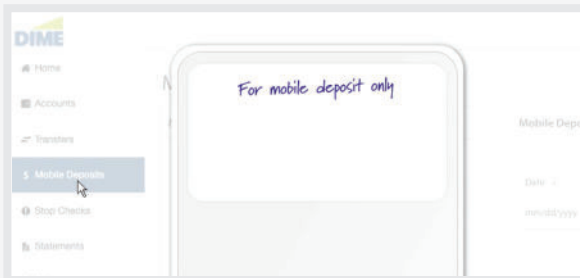 DIME
Home
Accounts
Transfers
$ Mobile Deposits
Stop Checks
Statements
For mobile deposit only
Mobile Depo
Date
mm/dd/yyyy